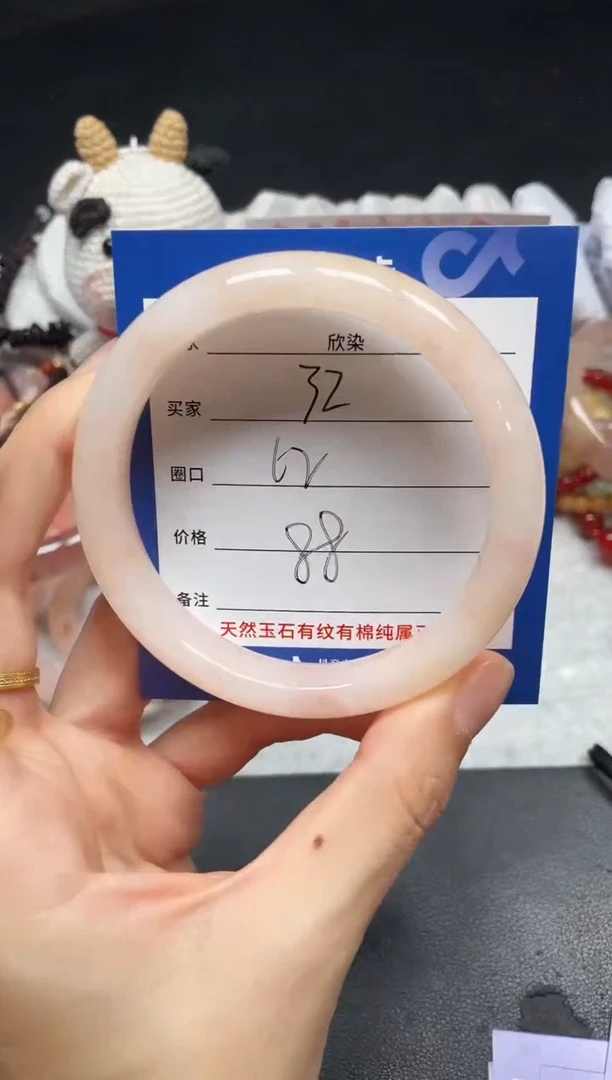 欣染
买家 32
圈口 62
价格 88
备注
天然玉石有纹有棉纯属